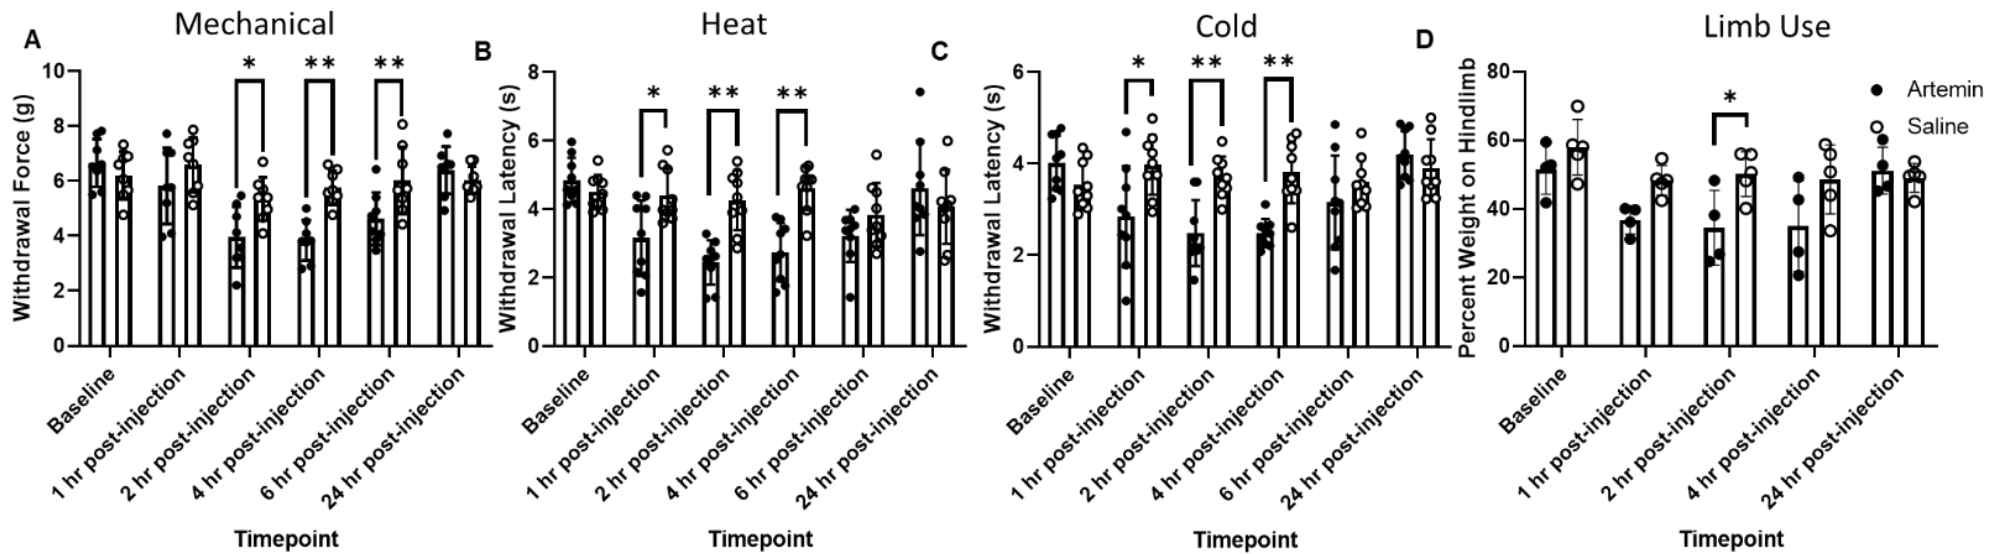 A
Mechanical
Withdrawal Force (g)
10
8
6
4
2
0
*
**
**
Baseline
1 hr post-injection
2 hr post-injection
4 hr post-injection
6 hr post-injection
24 hr post-injection
Timepoint
B
Heat
Withdrawal Latency (s)
8
6
4
2
0
*
**
**
Baseline
1 hr post-injection
2 hr post-injection
4 hr post-injection
6 hr post-injection
24 hr post-injection
Timepoint
C
Cold
Withdrawal Latency (s)
6
4
2
0
*
**
**
Baseline
1 hr post-injection
2 hr post-injection
4 hr post-injection
6 hr post-injection
24 hr post-injection
Timepoint
D
Limb Use
Percent Weight on Hindlimb
80
60
40
20
0
*
Artemin
Saline
Baseline
1 hr post-injection
2 hr post-injection
4 hr post-injection
24 hr post-injection
Timepoint